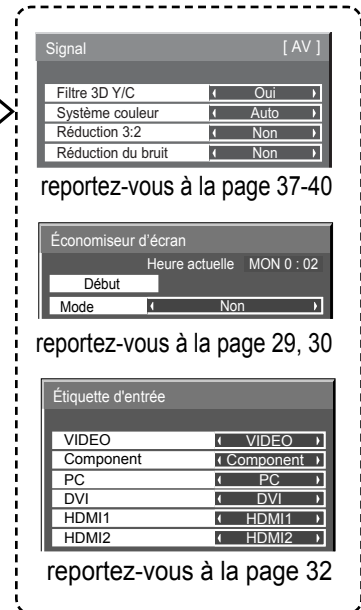 Signal [ AV ]
Filtre 3D Y/C Oui
Système couleur Auto
Réduction 3:2 Non
Réduction du bruit Non
reportez-vous à la page 37-40
Économiseur d’écran
Heure actuelle MON 0 : 02
Début
Mode Non
reportez-vous à la page 29, 30
Étiquette d'entrée
VIDEO VIDEO
Component Component
PC PC
DVI DVI
HDMI1 HDMI1
HDMI2 HDMI2
reportez-vous à la page 32